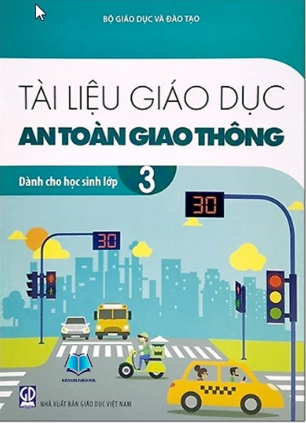 BỘ GIÁO DỤC VÀ ĐÀO TẠO
TÀI LIỆU GIÁO DỤC
AN TOÀN GIAO THÔNG
Dành cho học sinh lớp 3
30
30
NHÀ XUẤT BẢN GIÁO DỤC VIỆT NAM